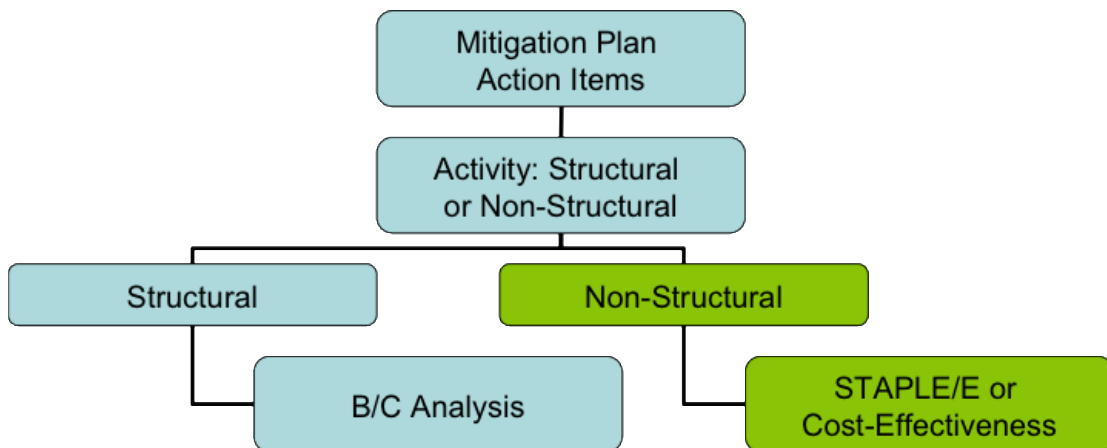 Mitigation Plan
Action Items
Activity: Structural
or Non-Structural
Structural
Non-Structural
B/C Analysis
STAPLE/E or
Cost-Effectiveness